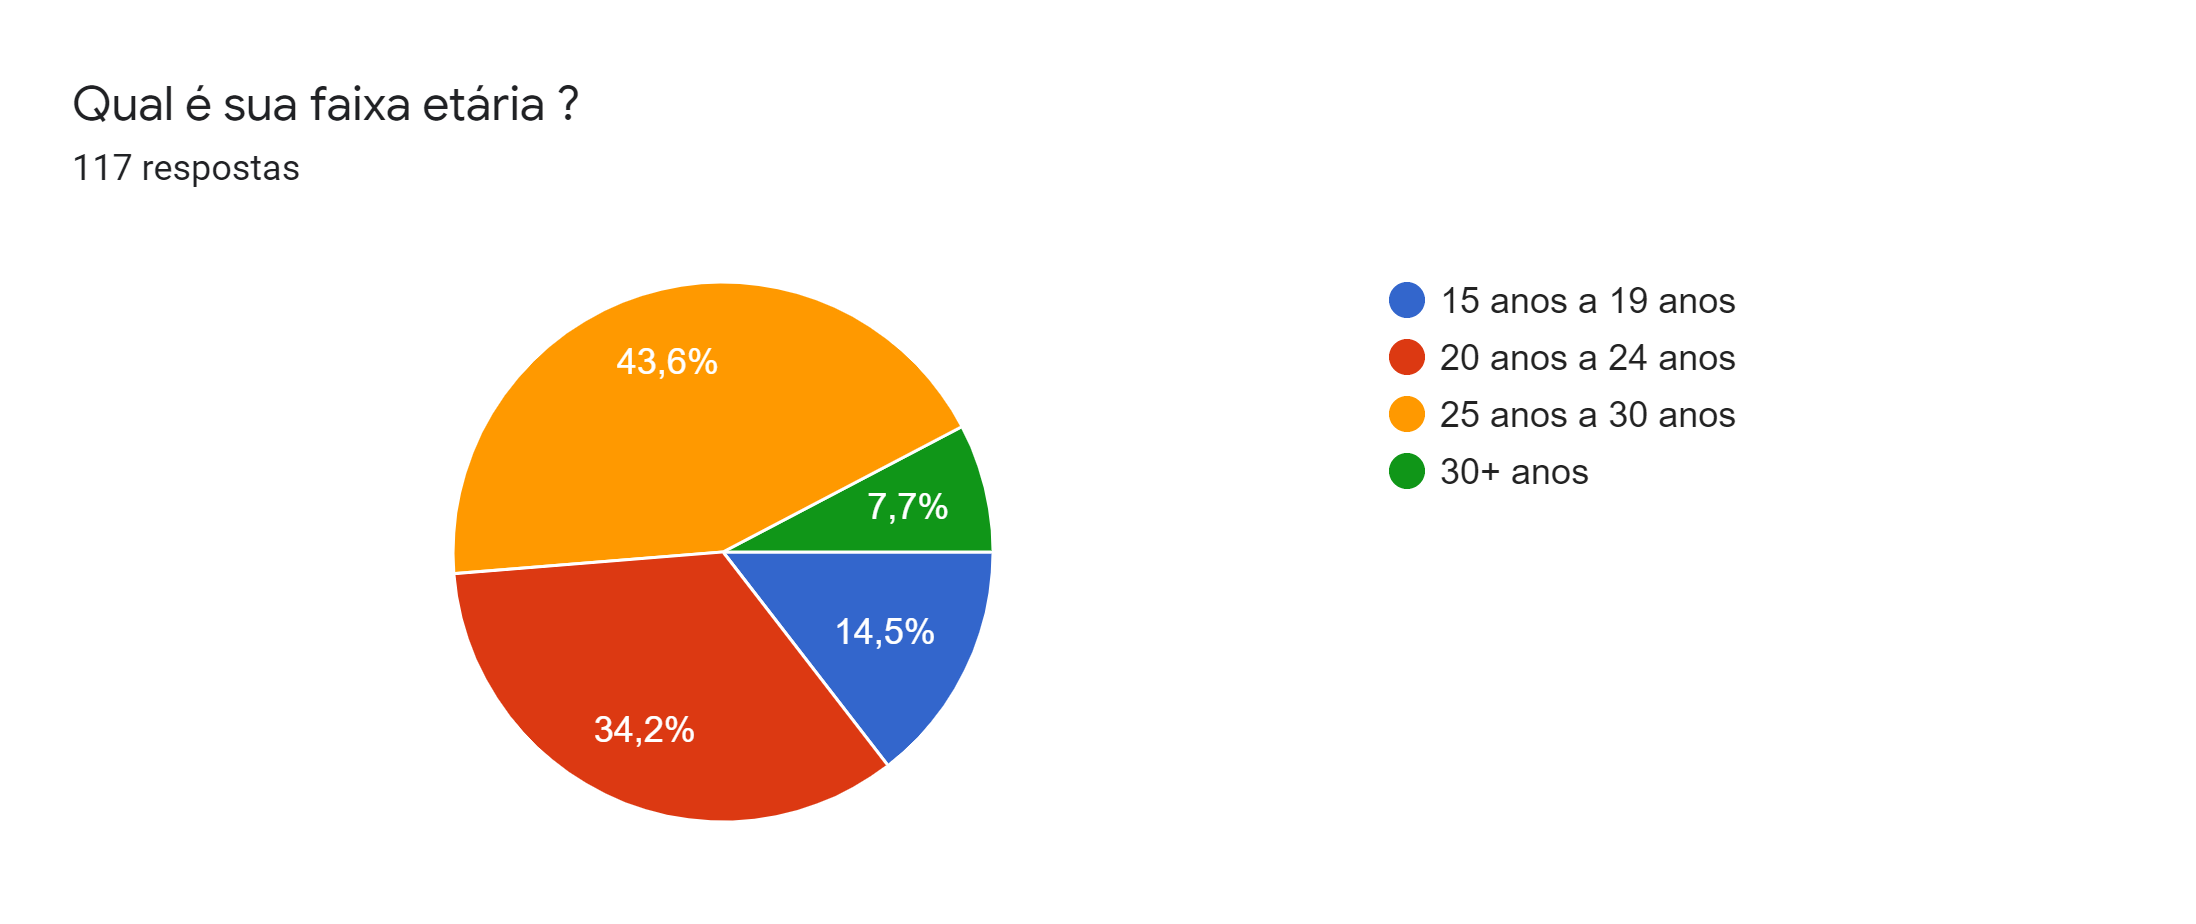 Qual é sua faixa etária ?
117 respostas
43,6%
7,7%
14,5%
34,2%
15 anos a 19 anos
20 anos a 24 anos
25 anos a 30 anos
30+ anos